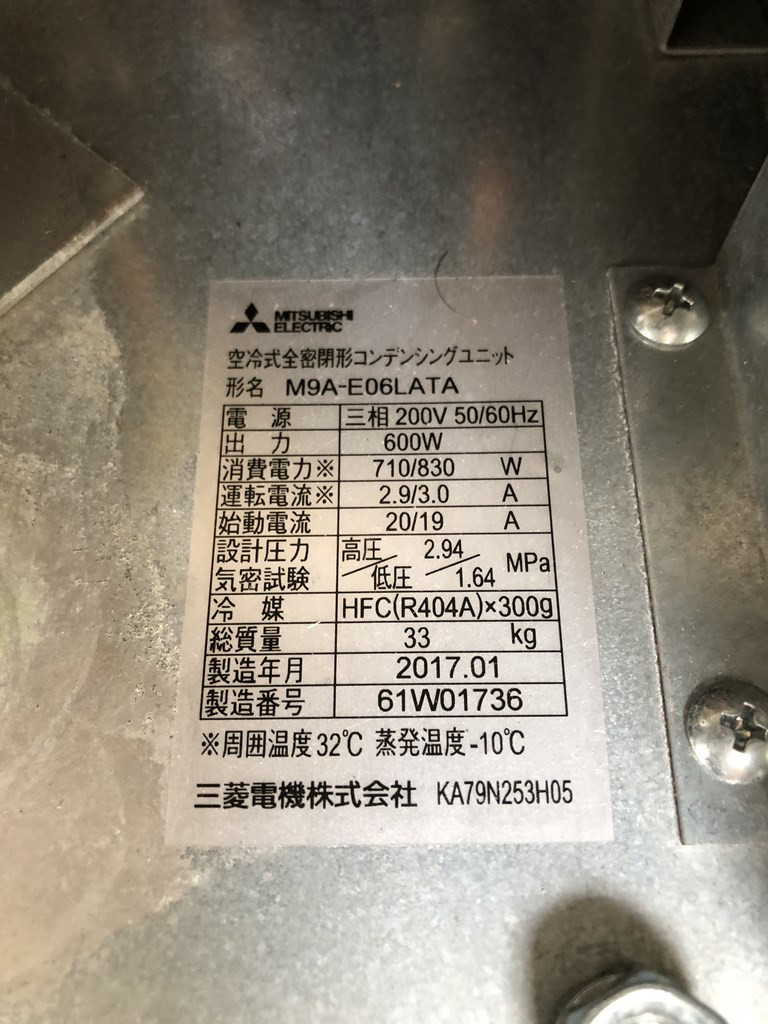 MITSUBISHI
ELECTRIC
空冷式全密閉形コンデンシングユニット
形名 M9A-E06LATA
電 源 三相 200V 50/60Hz
出 力 600W
消費電力※ 710/830 W
運転電流※ 2.9/3.0 A
始動電流 20/19 A
設計圧力 高圧 2.94 MPa
気密試験 低圧 1.64
冷 媒 HFC(R404A)×300g
総質量 33 kg
製造年月 2017.01
製造番号 61W01736
※周囲温度32℃ 蒸発温度-10℃
三菱電機株式会社 KA79N253H05